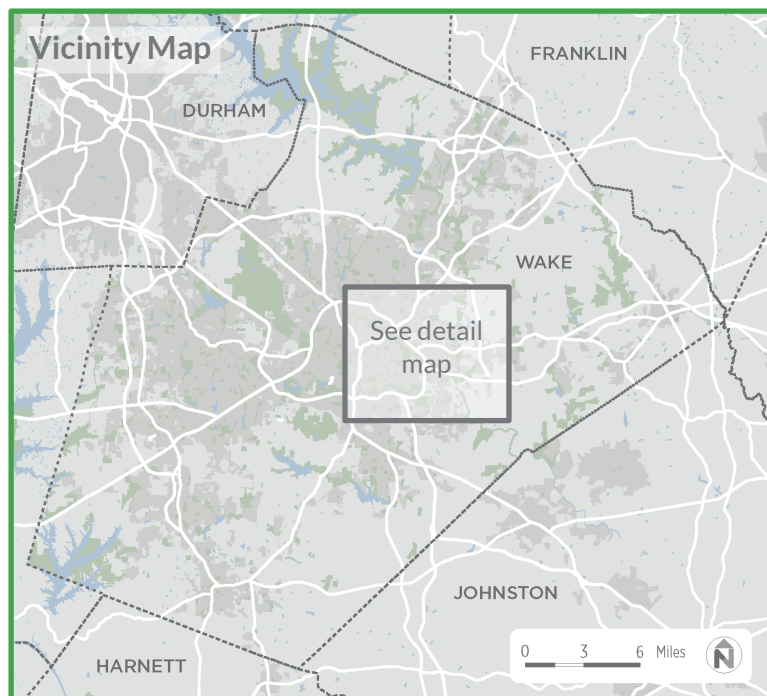 Vicinity Map
FRANKLIN
DURHAM
WAKE
See detail
map
JOHNSTON
HARNETT
0 3 6 Miles
N